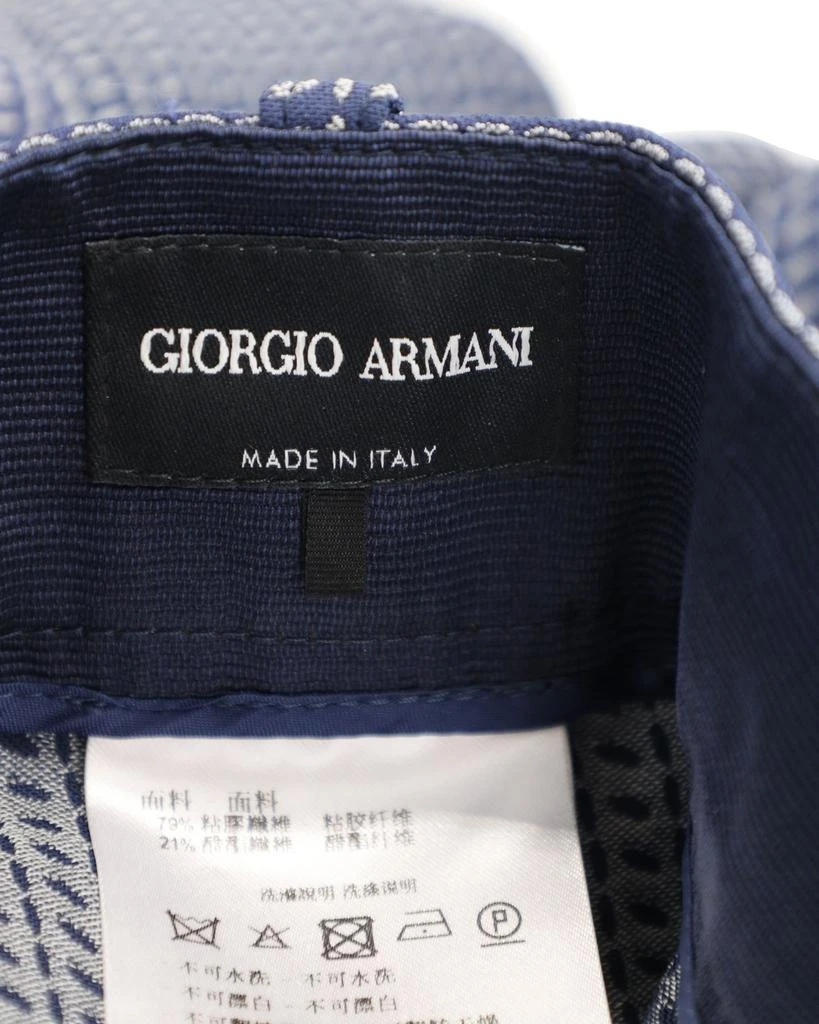 GIORGIO ARMANI
MADE IN ITALY
面料 面料
79% 粘膠纖維 粘胶纤维
21% 醋酯纖維 醋酯纤维
洗滌說明 洗涤说明
P
- 不可水洗 - 不可水洗
- 不可漂白 - 不可漂白